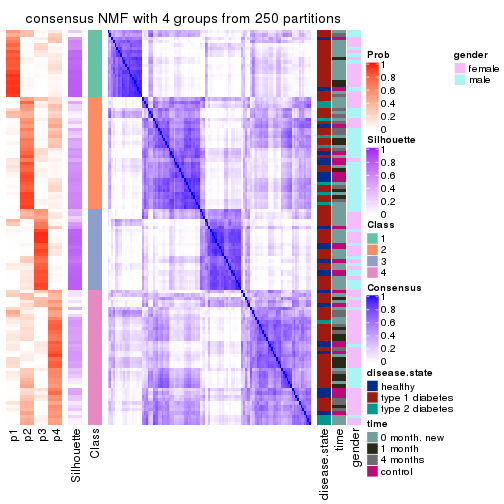 consensus NMF with 4 groups from 250 partitions
Prob
1
0.8
0.6
0.4
0.2
0
gender
female
male
Silhouette
1
0.8
0.6
0.4
0.2
0
Class
1
2
3
4
Consensus
1
0.8
0.6
0.4
0.2
0
disease.state
healthy
type 1 diabetes
type 2 diabetes
time
0 month. new
1 month
4 months
control
p1
p2
p3
p4
Silhouette
Class
disease.state
time
gender